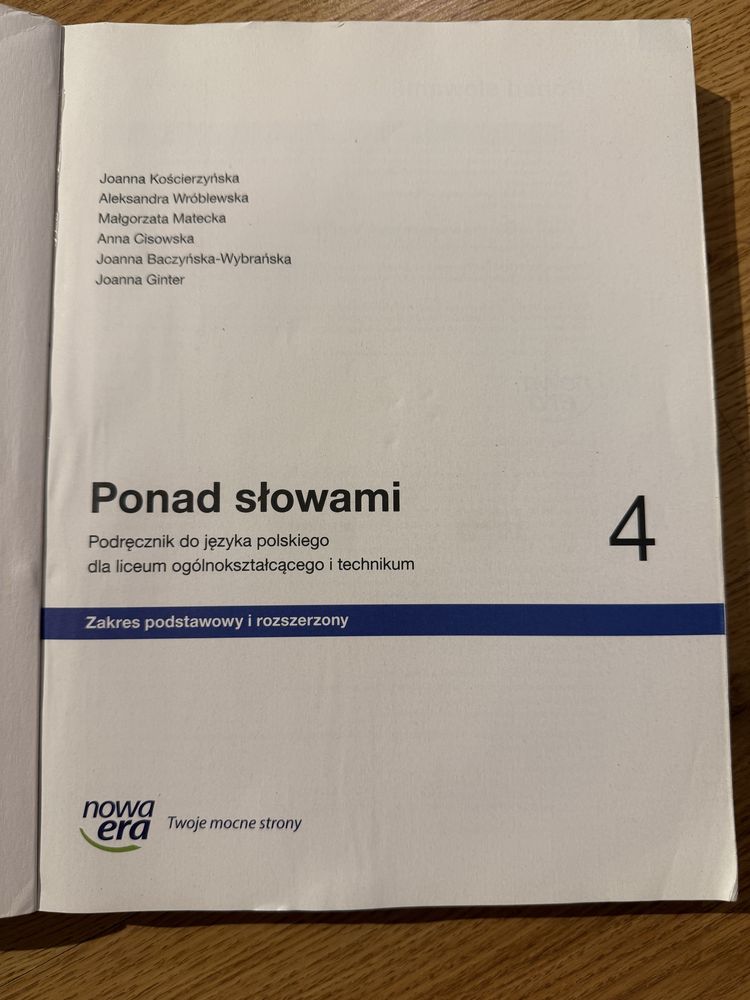 Joanna Kościerzyńska
Aleksandra Wróblewska
Małgorzata Matecka
Anna Cisowska
Joanna Baczyńska-Wybrańska
Joanna Ginter
Ponad słowami
4
Podręcznik do języka polskiego
dla liceum ogólnokształcącego i technikum
Zakres podstawowy i rozszerzony
nowa
era
Twoje mocne strony